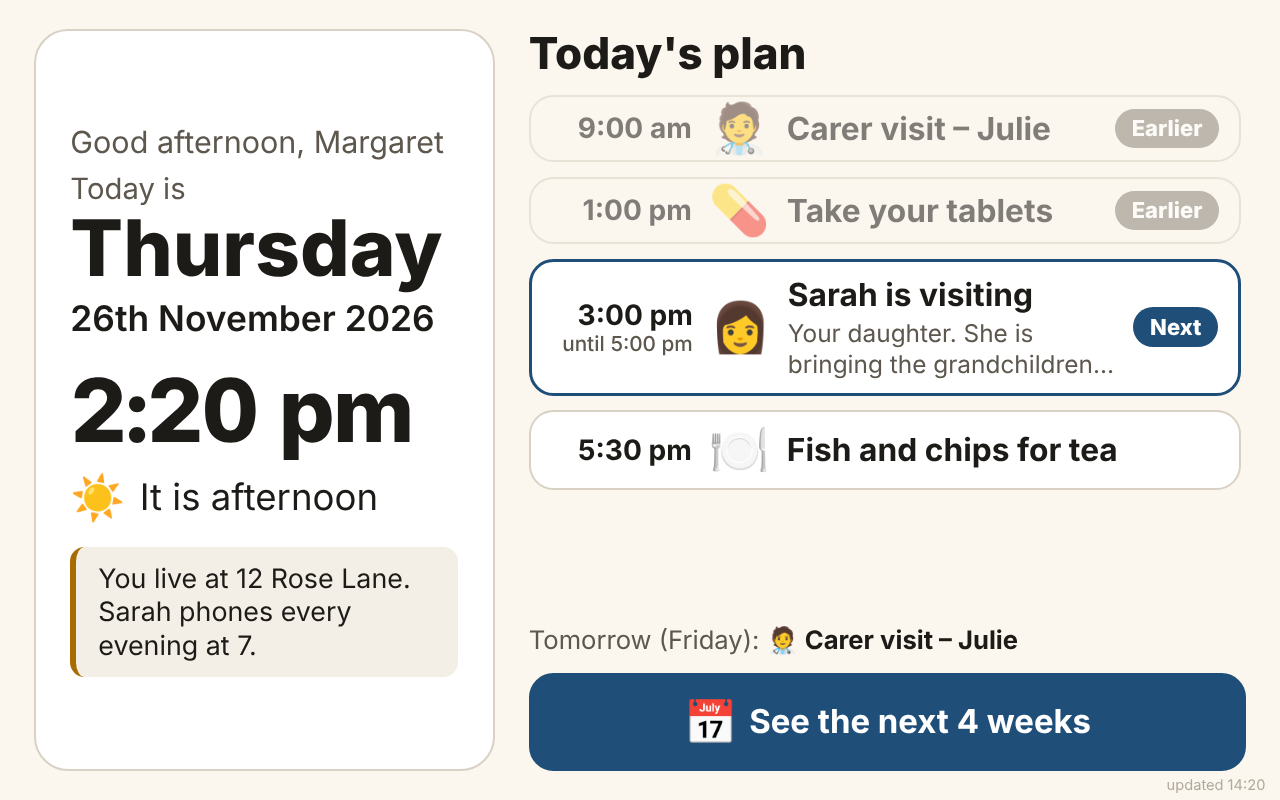 Good afternoon, Margaret
Today is
Thursday
26th November 2026
2:20 pm
It is afternoon
You live at 12 Rose Lane.
Sarah phones every
evening at 7.
Today's plan
9:00 am Carer visit – Julie Earlier
1:00 pm Take your tablets Earlier
3:00 pm
until 5:00 pm
Sarah is visiting
Your daughter. She is
bringing the grandchildren...
Next
5:30 pm Fish and chips for tea
Tomorrow (Friday): Carer visit – Julie
July
17
See the next 4 weeks
updated 14:20